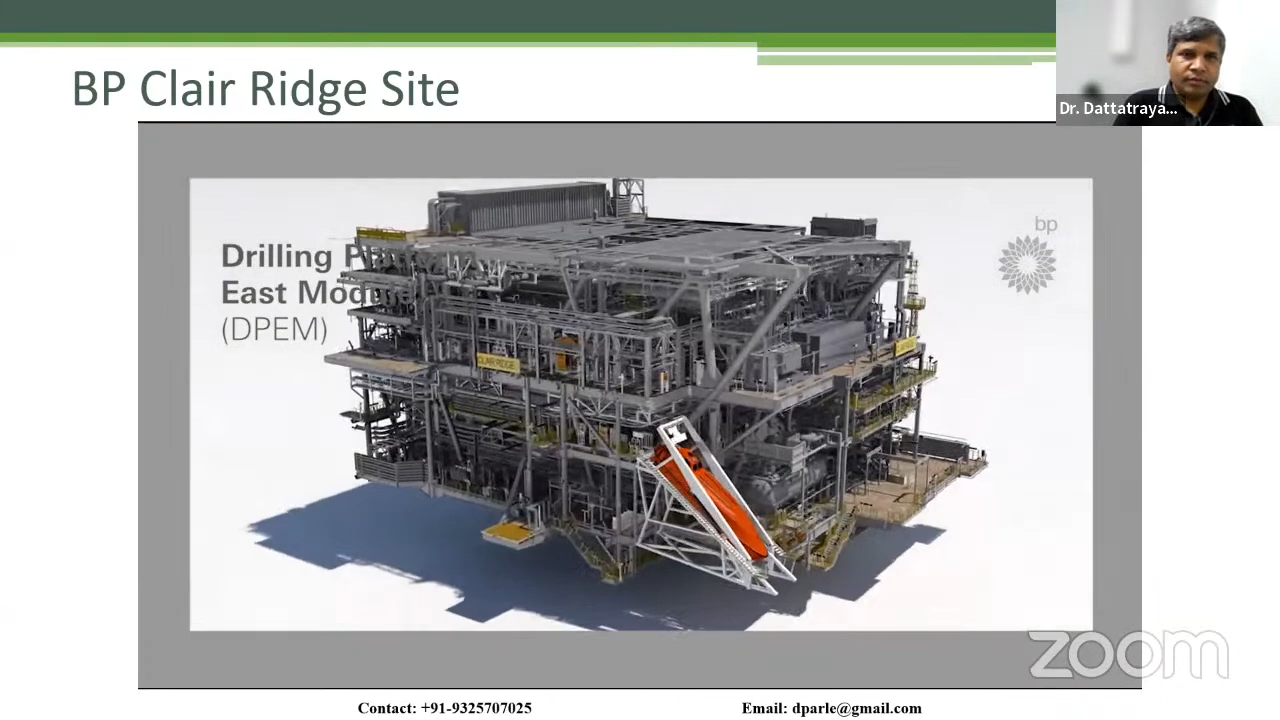 BP Clair Ridge Site
Dr. Dattatraya...
Drilling
East Mod
(DPEM)
bp
CLAIR RIDGE
zoom
Contact: +91-9325707025
Email: dparle@gmail.com